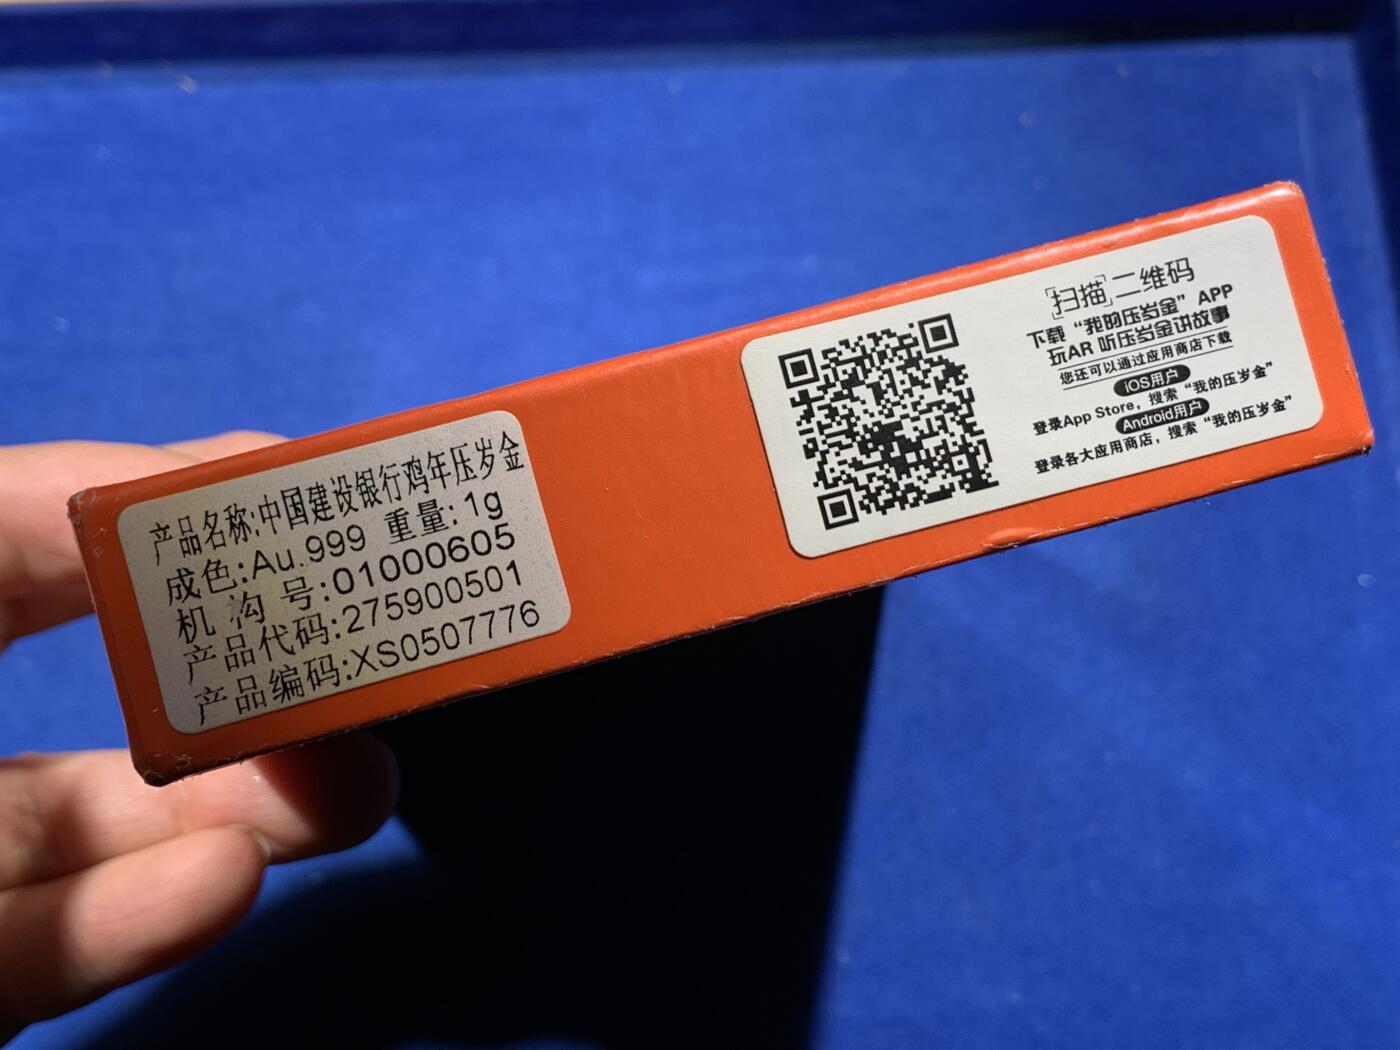 产品名称:中国建设银行鸡年压岁金
成色:Au.999 重量:1g
机 沟 号:01000605
产品代码:275900501
产品编码:XS0507776
扫描二维码
下载“我的压岁金”APP
玩AR 听压岁金讲故事
您还可以通过应用商店下载
iOS用户
登录App Store，搜索“我的压岁金”
Android用户
登录各大应用商店，搜索“我的压岁金”